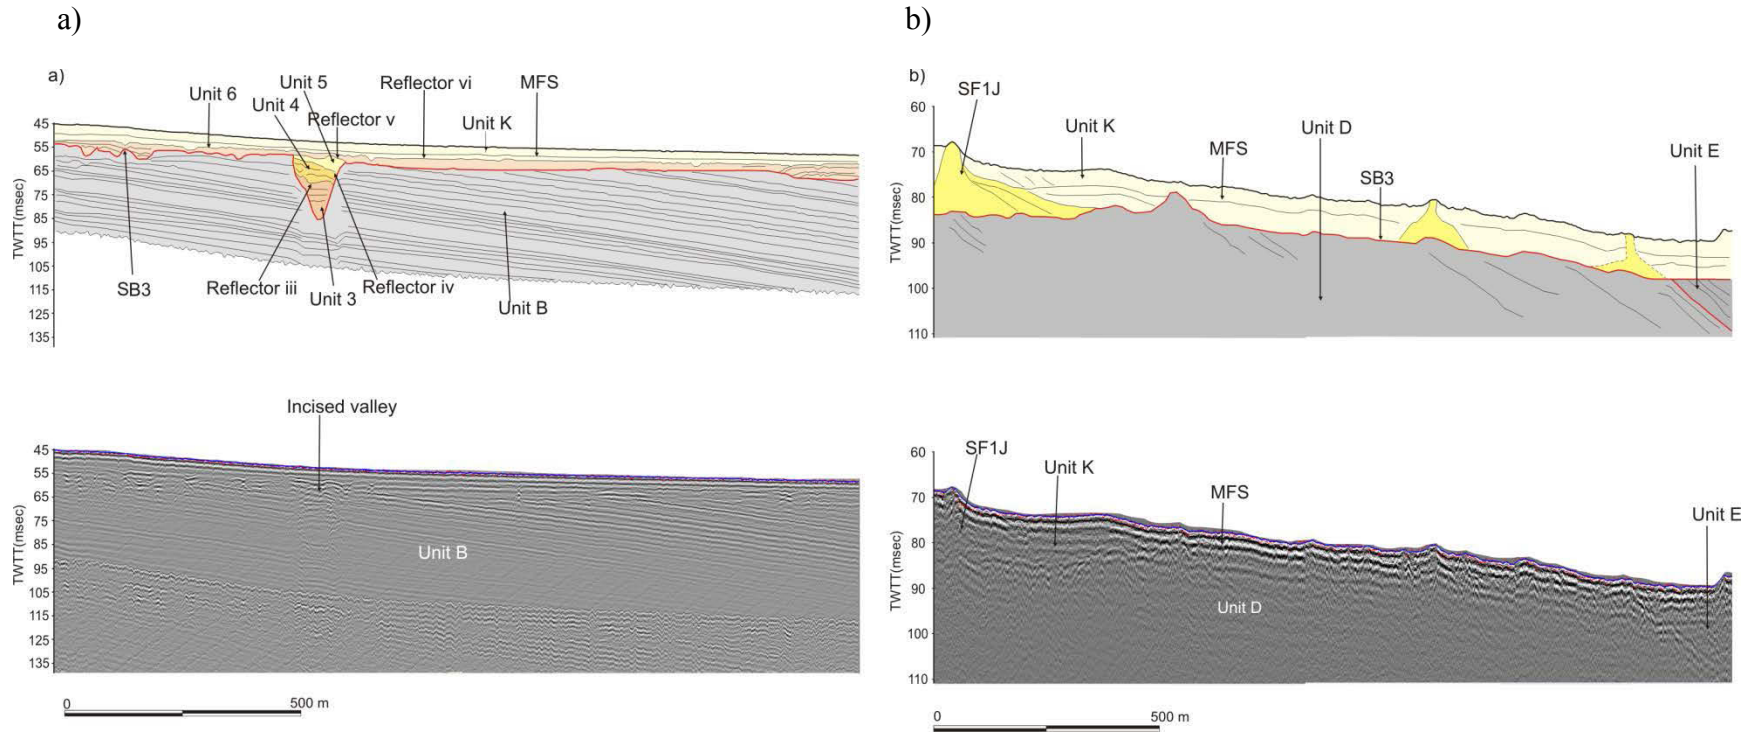 a)
b)
a)
Unit 6
Unit 5
Unit 4
Reflector v
Reflector vi
MFS
Unit K
45
55
65
75
85
95
105
115
125
135
TWTT(msec)
SB3
Reflector iii
Unit 3
Reflector iv
Unit B
b)
SF1J
Unit K
Unit D
MFS
SB3
Unit E
60
70
80
90
100
110
TWTT(msec)
Incised valley
45
55
65
75
85
95
105
115
125
135
TWTT(msec)
Unit B
0 500 m
SF1J
Unit K
MFS
Unit E
60
70
80
90
100
110
TWTT(msec)
Unit D
0 500 m